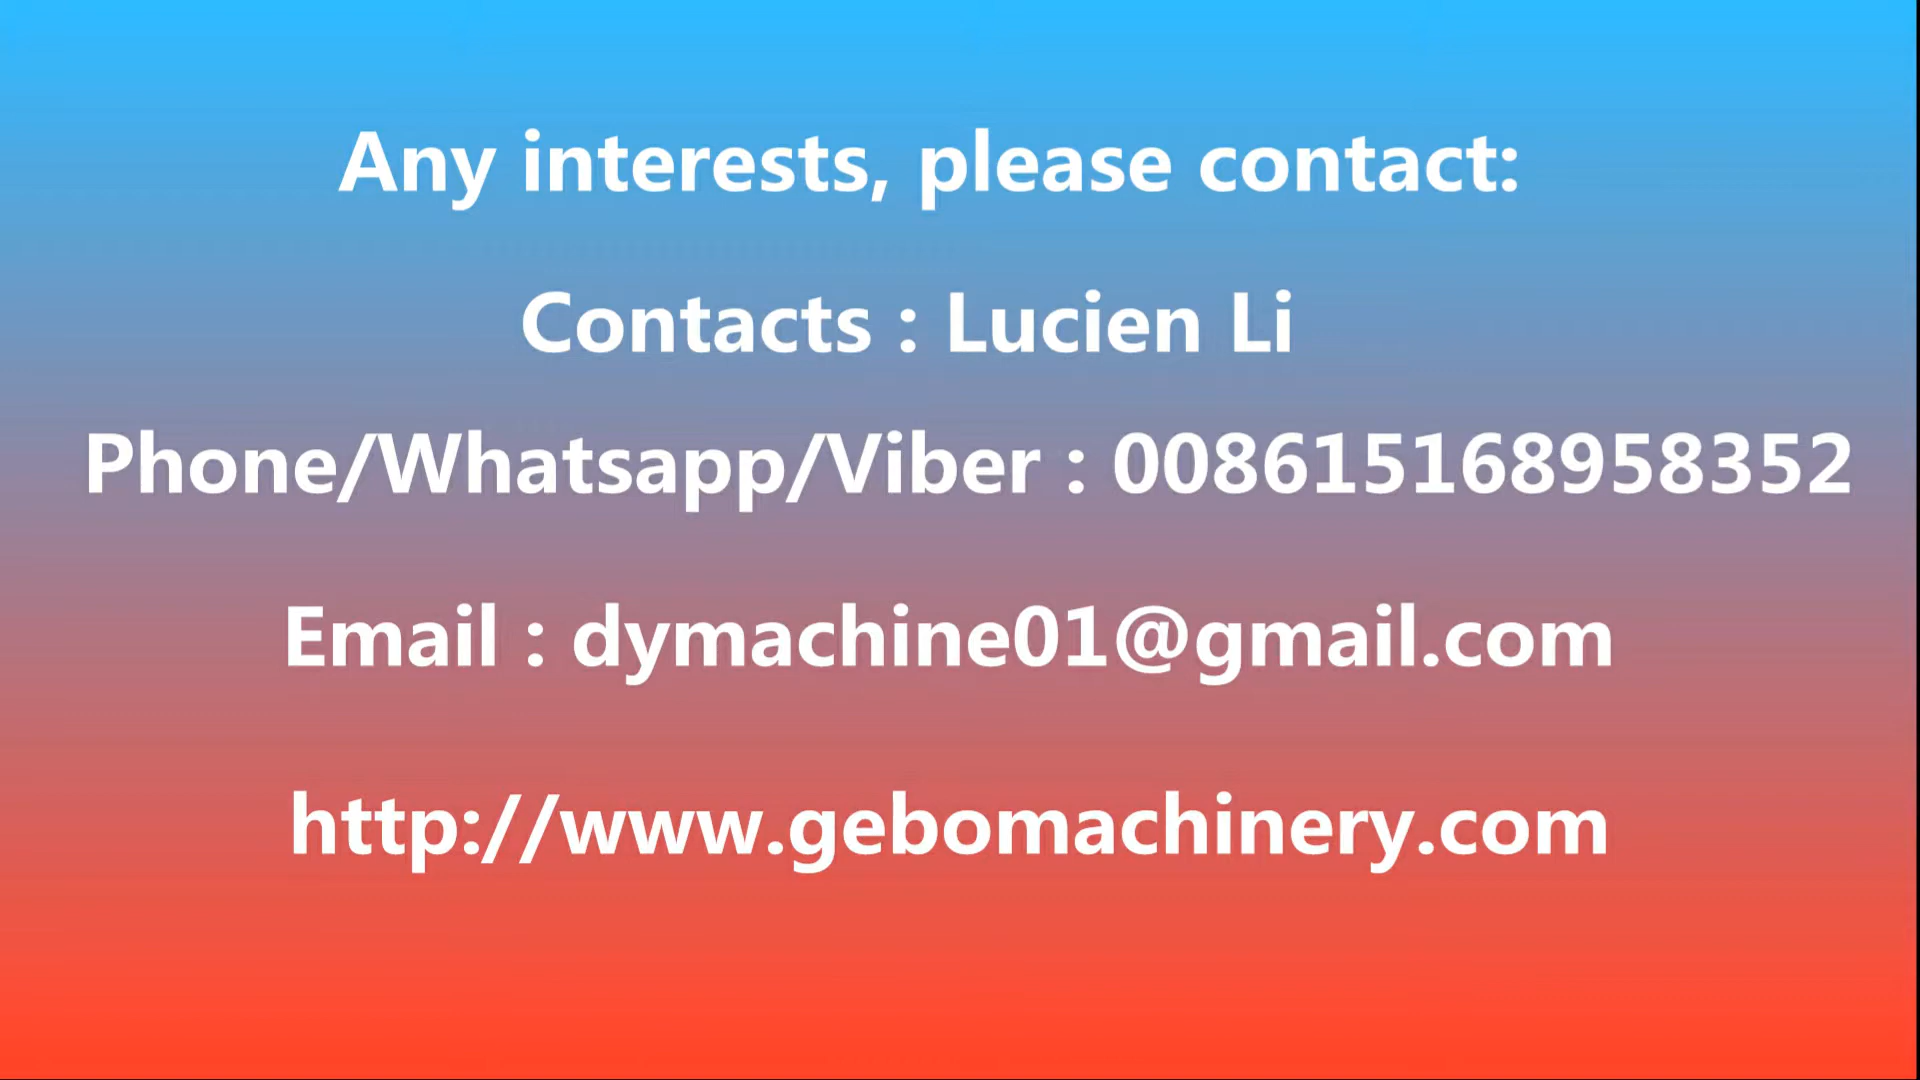 Any interests, please contact:
Contacts : Lucien Li
Phone/Whatsapp/Viber : 008615168958352
Email : dymachine01@gmail.com
http://www.gebomachinery.com